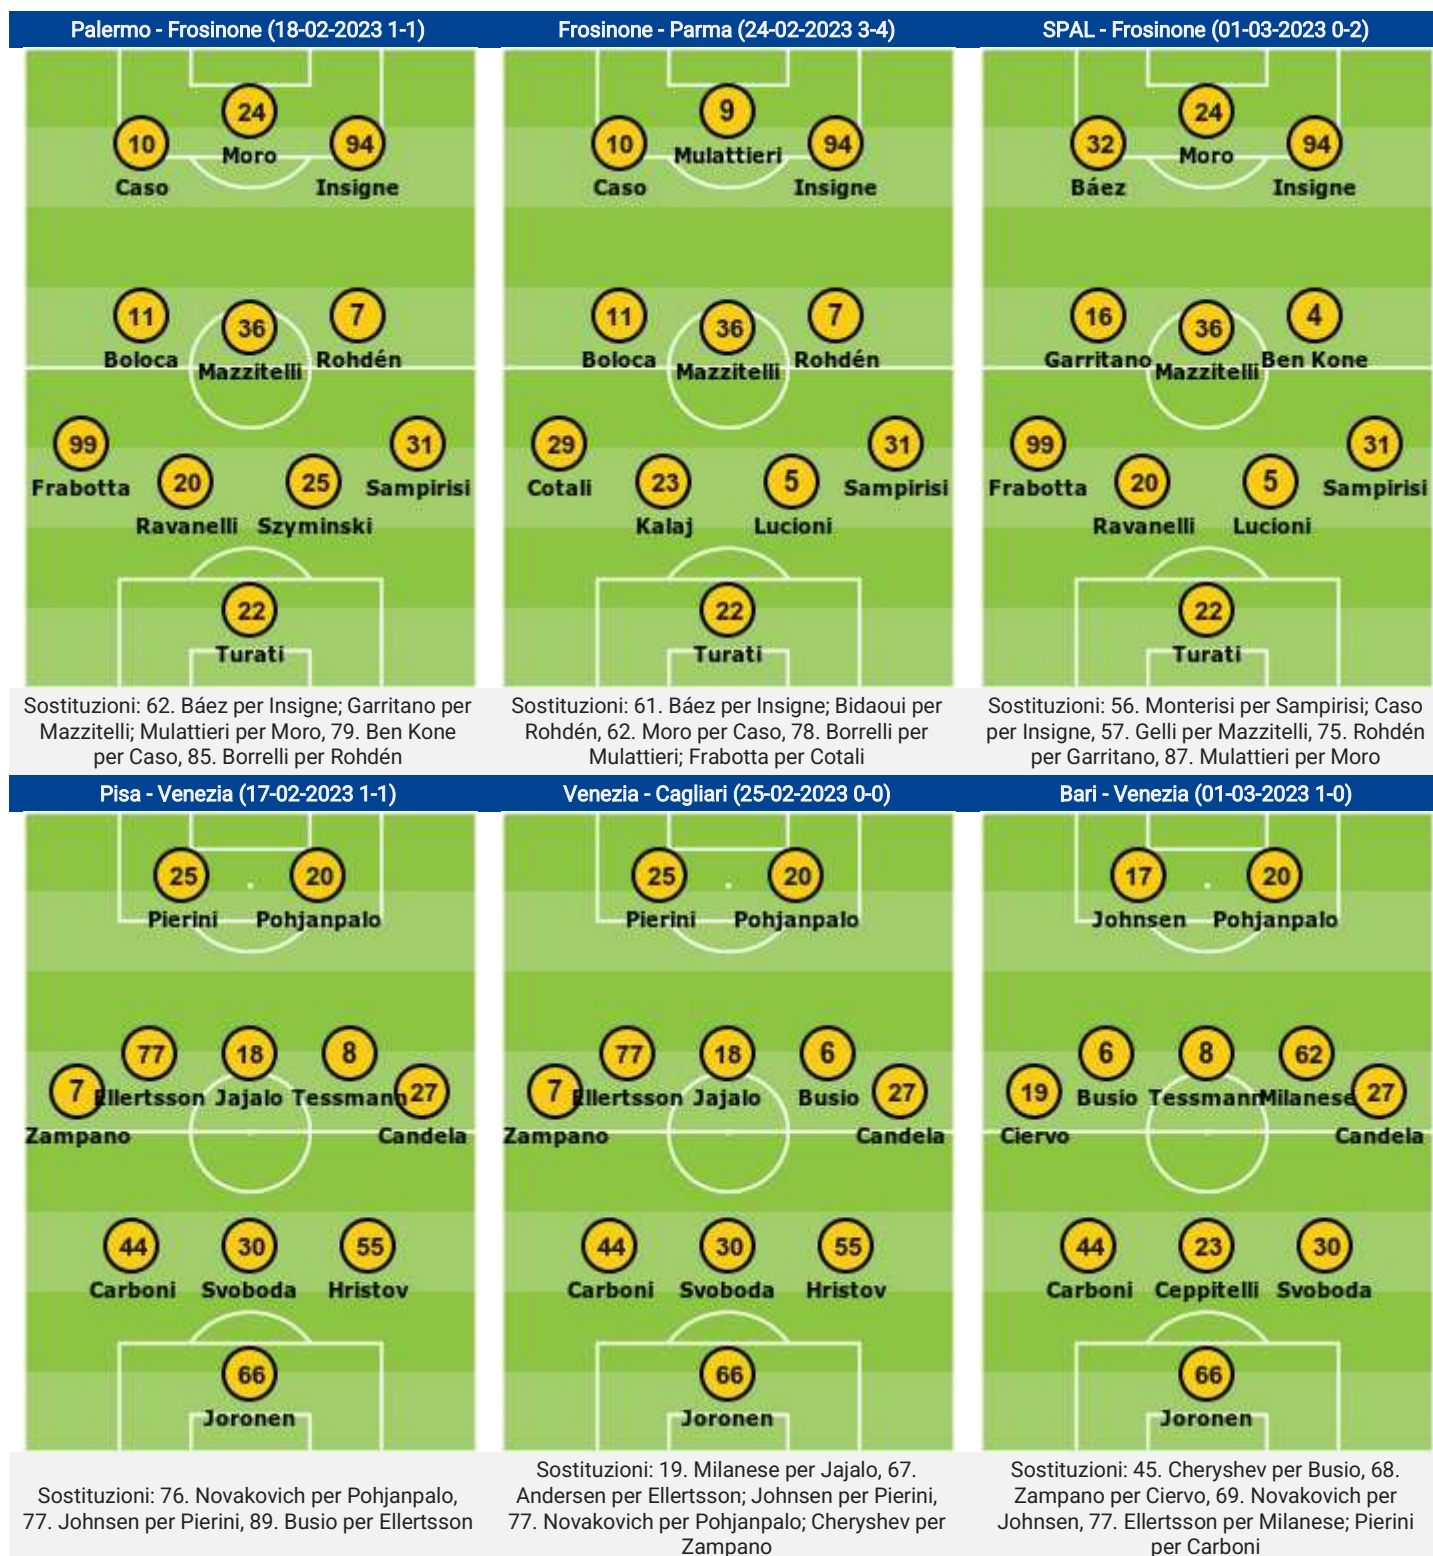 Palermo - Frosinone (18-02-2023 1-1)
24
Moro
10
Caso
94
Insigne
11
Boloca
36
Mazzitelli
7
Rohdén
99
Frabotta
20
Ravanelli
25
Szyminski
31
Sampirisi
22
Turati
Sostituzioni: 62. Báez per Insigne; Garritano per
Mazzitelli; Mulattieri per Moro, 79. Ben Kone
per Caso, 85. Borrelli per Rohdén
Frosinone - Parma (24-02-2023 3-4)
9
Mulattieri
10
Caso
94
Insigne
11
Boloca
36
Mazzitelli
7
Rohdén
29
Cotali
23
Kalaj
5
Lucioni
31
Sampirisi
22
Turati
Sostituzioni: 61. Báez per Insigne; Bidaoui per
Rohdén, 62. Moro per Caso, 78. Borrelli per
Mulattieri; Frabotta per Cotali
SPAL - Frosinone (01-03-2023 0-2)
24
Moro
32
Báez
94
Insigne
16
Garritano
36
Mazzitelli
4
Ben Kone
99
Frabotta
20
Ravanelli
5
Lucioni
31
Sampirisi
22
Turati
Sostituzioni: 56. Monterisi per Sampirisi; Caso
per Insigne, 57. Gelli per Mazzitelli, 75. Rohdén
per Garritano, 87. Mulattieri per Moro
Pisa - Venezia (17-02-2023 1-1)
25
Pierini
20
Pohjanpalo
7
Zampano
77
Ellertsson
18
Jajalo
8
Tessmann
27
Candela
44
Carboni
30
Svoboda
55
Hristov
66
Joronen
Sostituzioni: 76. Novakovich per Pohjanpalo,
77. Johnsen per Pierini, 89. Busio per Ellertsson
Venezia - Cagliari (25-02-2023 0-0)
25
Pierini
20
Pohjanpalo
7
Zampano
77
Ellertsson
18
Jajalo
6
Busio
27
Candela
44
Carboni
30
Svoboda
55
Hristov
66
Joronen
Sostituzioni: 19. Milanese per Jajalo, 67.
Andersen per Ellertsson; Johnsen per Pierini,
77. Novakovich per Pohjanpalo; Cheryshev per
Zampano
Bari - Venezia (01-03-2023 1-0)
17
Johnsen
20
Pohjanpalo
19
Ciervo
6
Busio
8
Tessmann
62
Milanese
27
Candela
44
Carboni
23
Ceppitelli
30
Svoboda
66
Joronen
Sostituzioni: 45. Cheryshev per Busio, 68.
Zampano per Ciervo, 69. Novakovich per
Johnsen, 77. Ellertsson per Milanese; Pierini
per Carboni